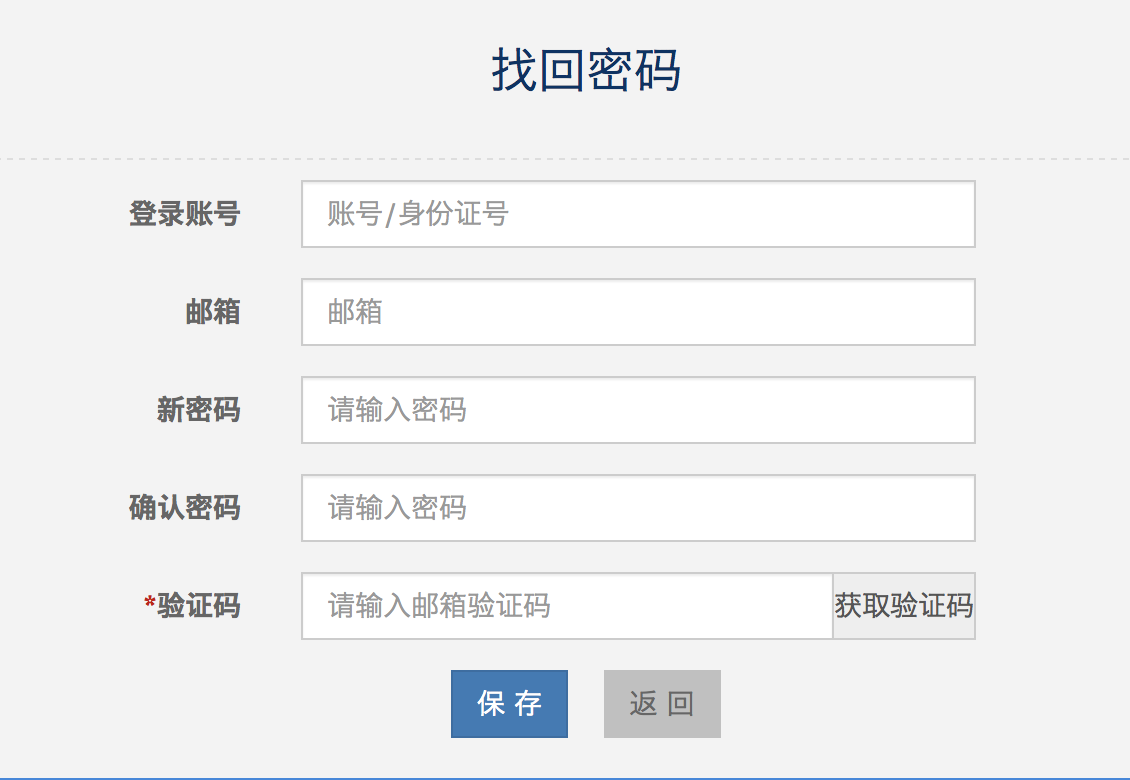 找回密码
登录账号 账号/身份证号
邮箱 邮箱
新密码 请输入密码
确认密码 请输入密码
*验证码 请输入邮箱验证码 获取验证码
保 存 返 回